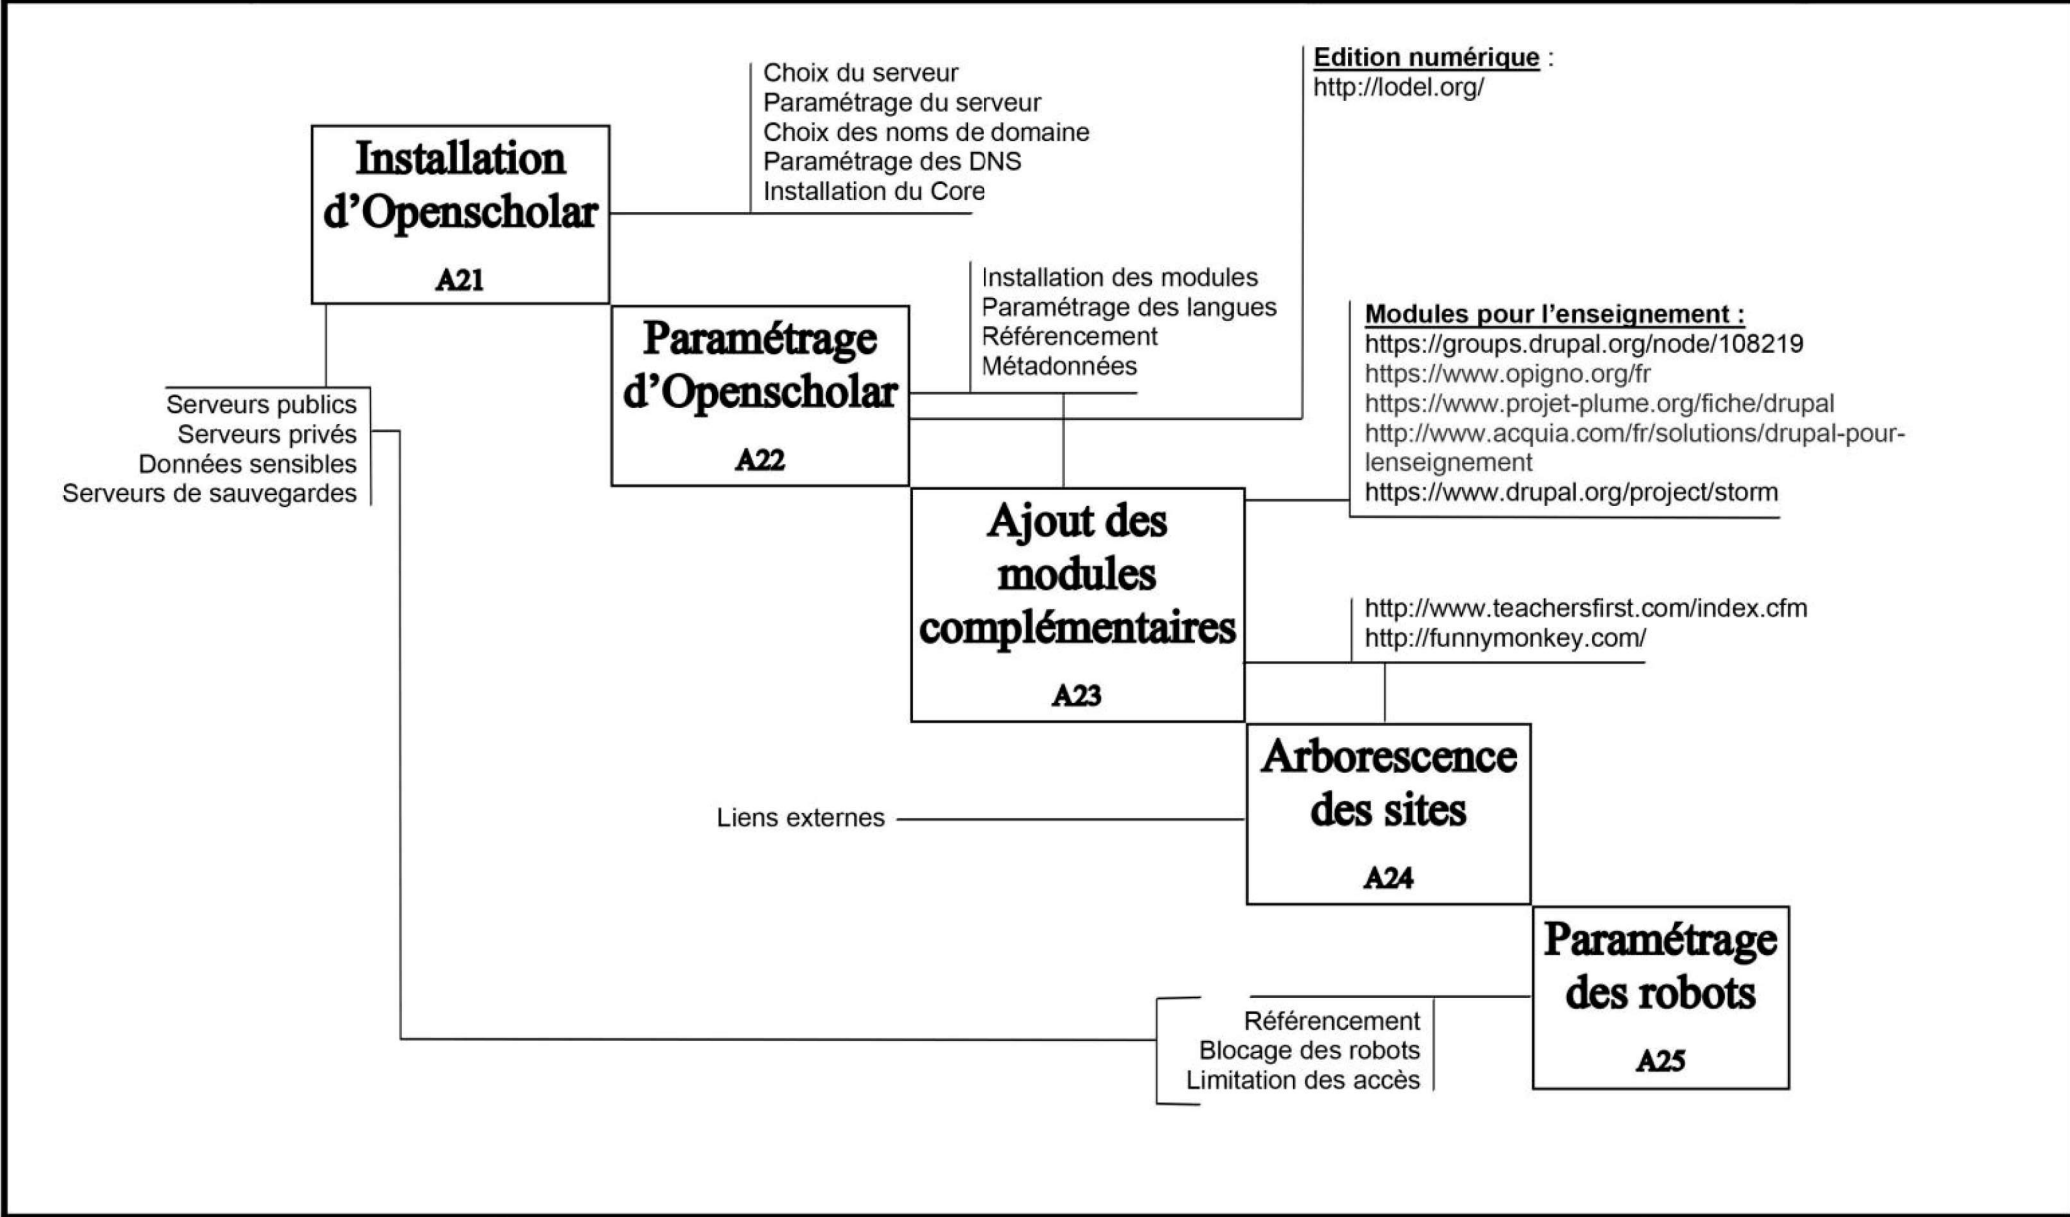 Choix du serveur
Paramétrage du serveur
Choix des noms de domaine
Paramétrage des DNS
Installation du Core
Edition numérique :
http://lodel.org/
Installation
d’Openscholar
A21
Installation des modules
Paramétrage des langues
Référencement
Métadonnées
Paramétrage
d’Openscholar
A22
Modules pour l’enseignement :
https://groups.drupal.org/node/108219
https://www.opigno.org/fr
https://www.projet-plume.org/fiche/drupal
http://www.acquia.com/fr/solutions/drupal-pour-
lenseignement
https://www.drupal.org/project/storm
Serveurs publics
Serveurs privés
Données sensibles
Serveurs de sauvegardes
Ajout des
modules
complémentaires
A23
http://www.teachersfirst.com/index.cfm
http://funnymonkey.com/
Arborescence
des sites
A24
Liens externes
Paramétrage
des robots
A25
Référencement
Blocage des robots
Limitation des accès